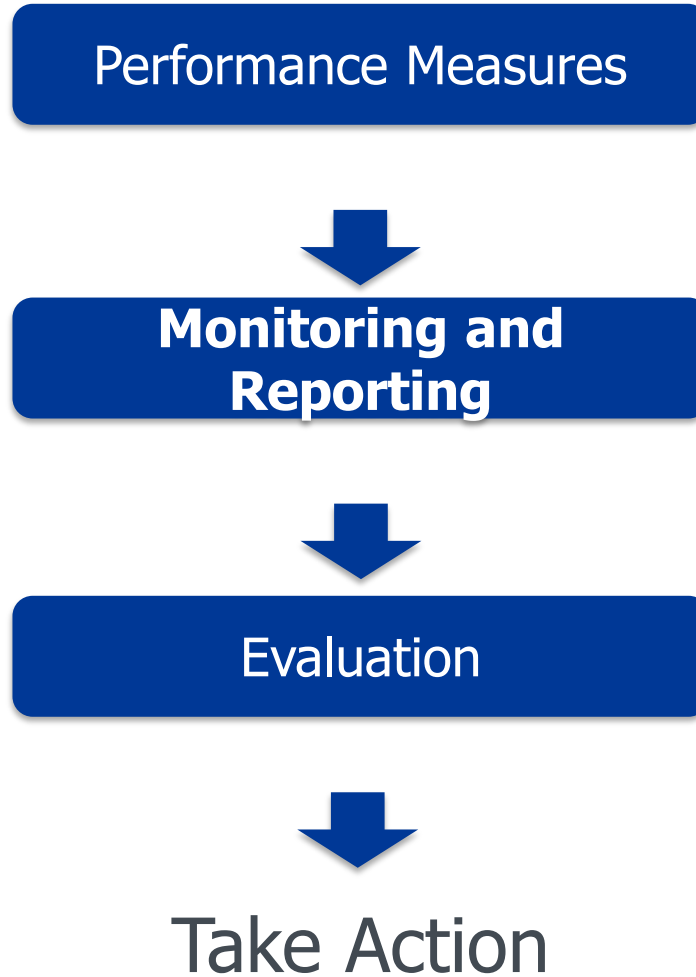 Performance Measures
Monitoring and
Reporting
Evaluation
Take Action